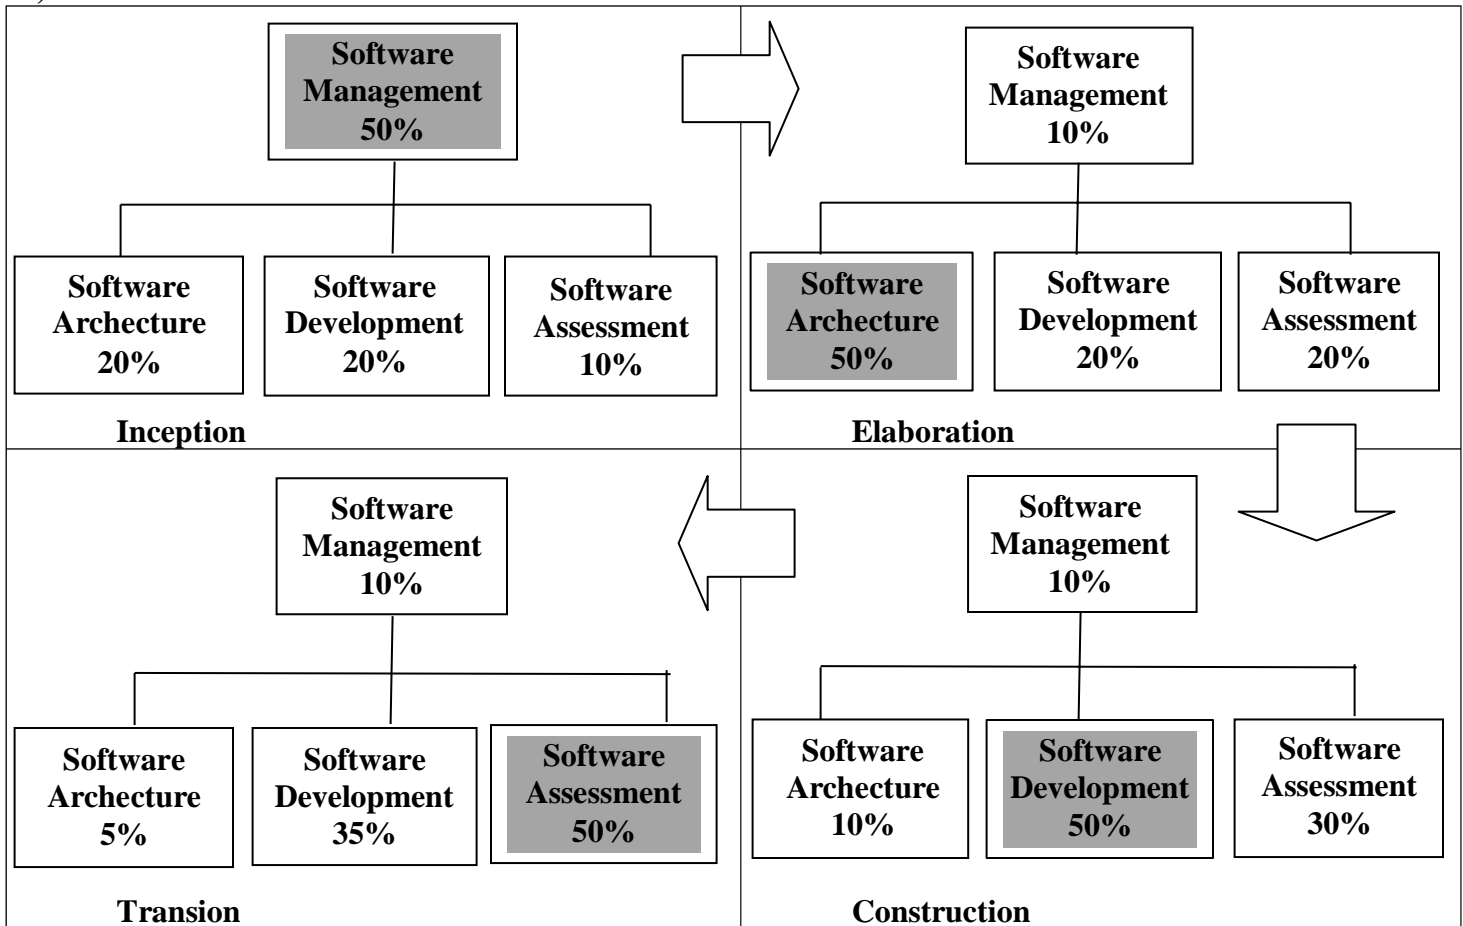 Software
Management
50%
Software
Archecture
20%
Software
Development
20%
Software
Assessment
10%
Inception
Software
Management
10%
Software
Archecture
50%
Software
Development
20%
Software
Assessment
20%
Elaboration
Software
Management
10%
Software
Archecture
5%
Software
Development
35%
Software
Assessment
50%
Transion
Software
Management
10%
Software
Archecture
10%
Software
Development
50%
Software
Assessment
30%
Construction